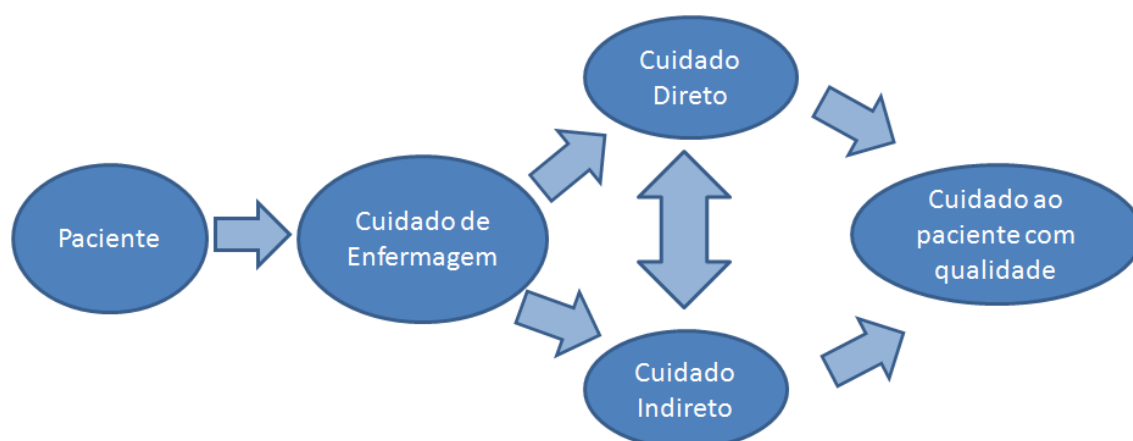 Paciente
Cuidado de
Enfermagem
Cuidado
Direto
Cuidado
Indireto
Cuidado ao
paciente com
qualidade